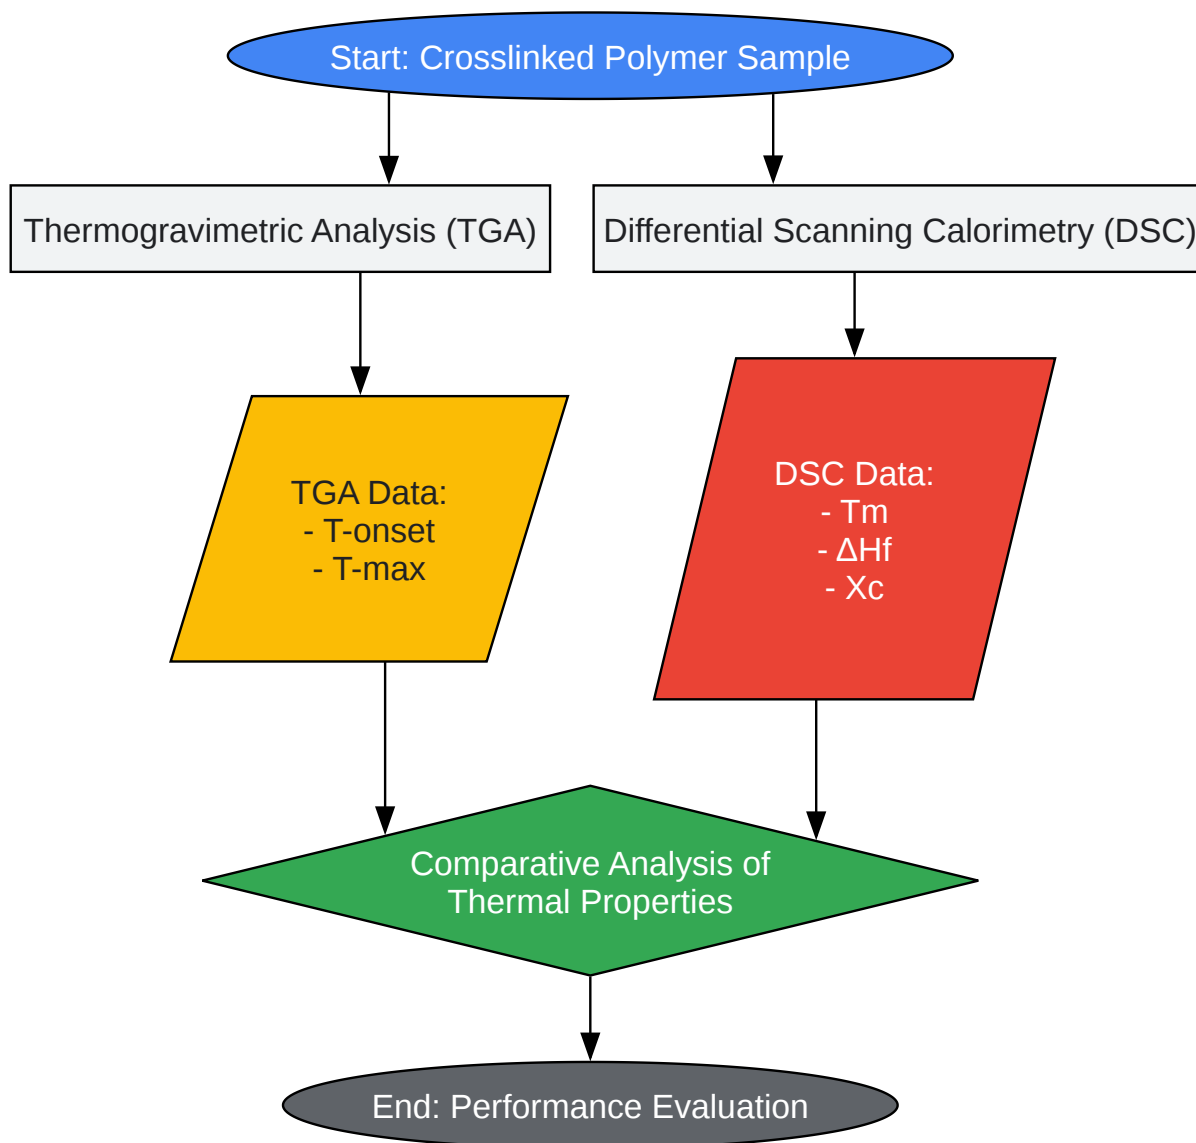 Start: Crosslinked Polymer Sample
Thermogravimetric Analysis (TGA)
Differential Scanning Calorimetry (DSC)
TGA Data:
- T-onset
- T-max
DSC Data:
- Tm
- ΔHf
- Xc
Comparative Analysis of
Thermal Properties
End: Performance Evaluation